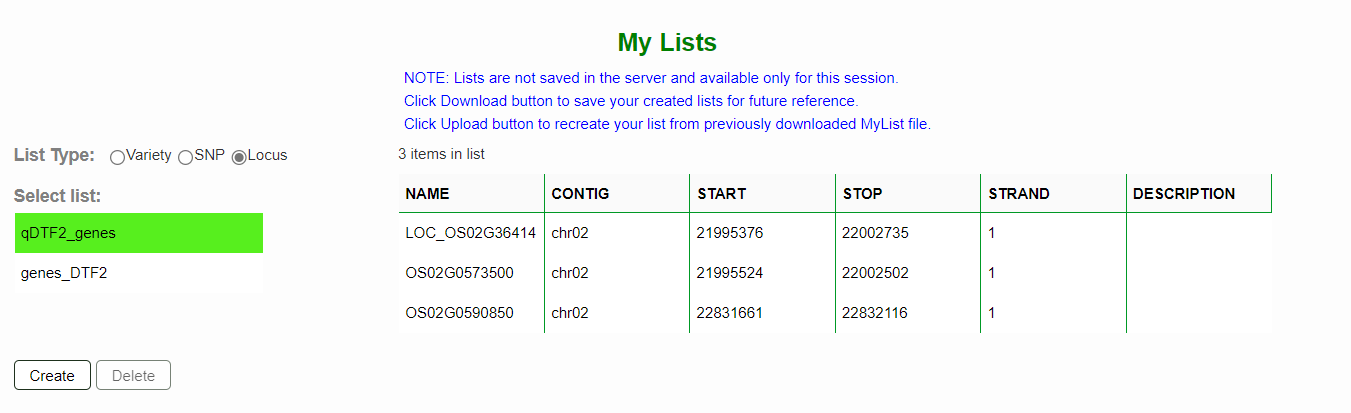 My Lists
NOTE: Lists are not saved in the server and available only for this session.
Click Download button to save your created lists for future reference.
Click Upload button to recreate your list from previously downloaded MyList file.
List Type: Variety SNP Locus
3 items in list
Select list:
qDTF2_genes
genes_DTF2
NAME CONTIG START STOP STRAND DESCRIPTION
LOC_OS02G36414 chr02 21995376 22002735 1
OS02G0573500 chr02 21995524 22002502 1
OS02G0590850 chr02 22831661 22832116 1
Create Delete